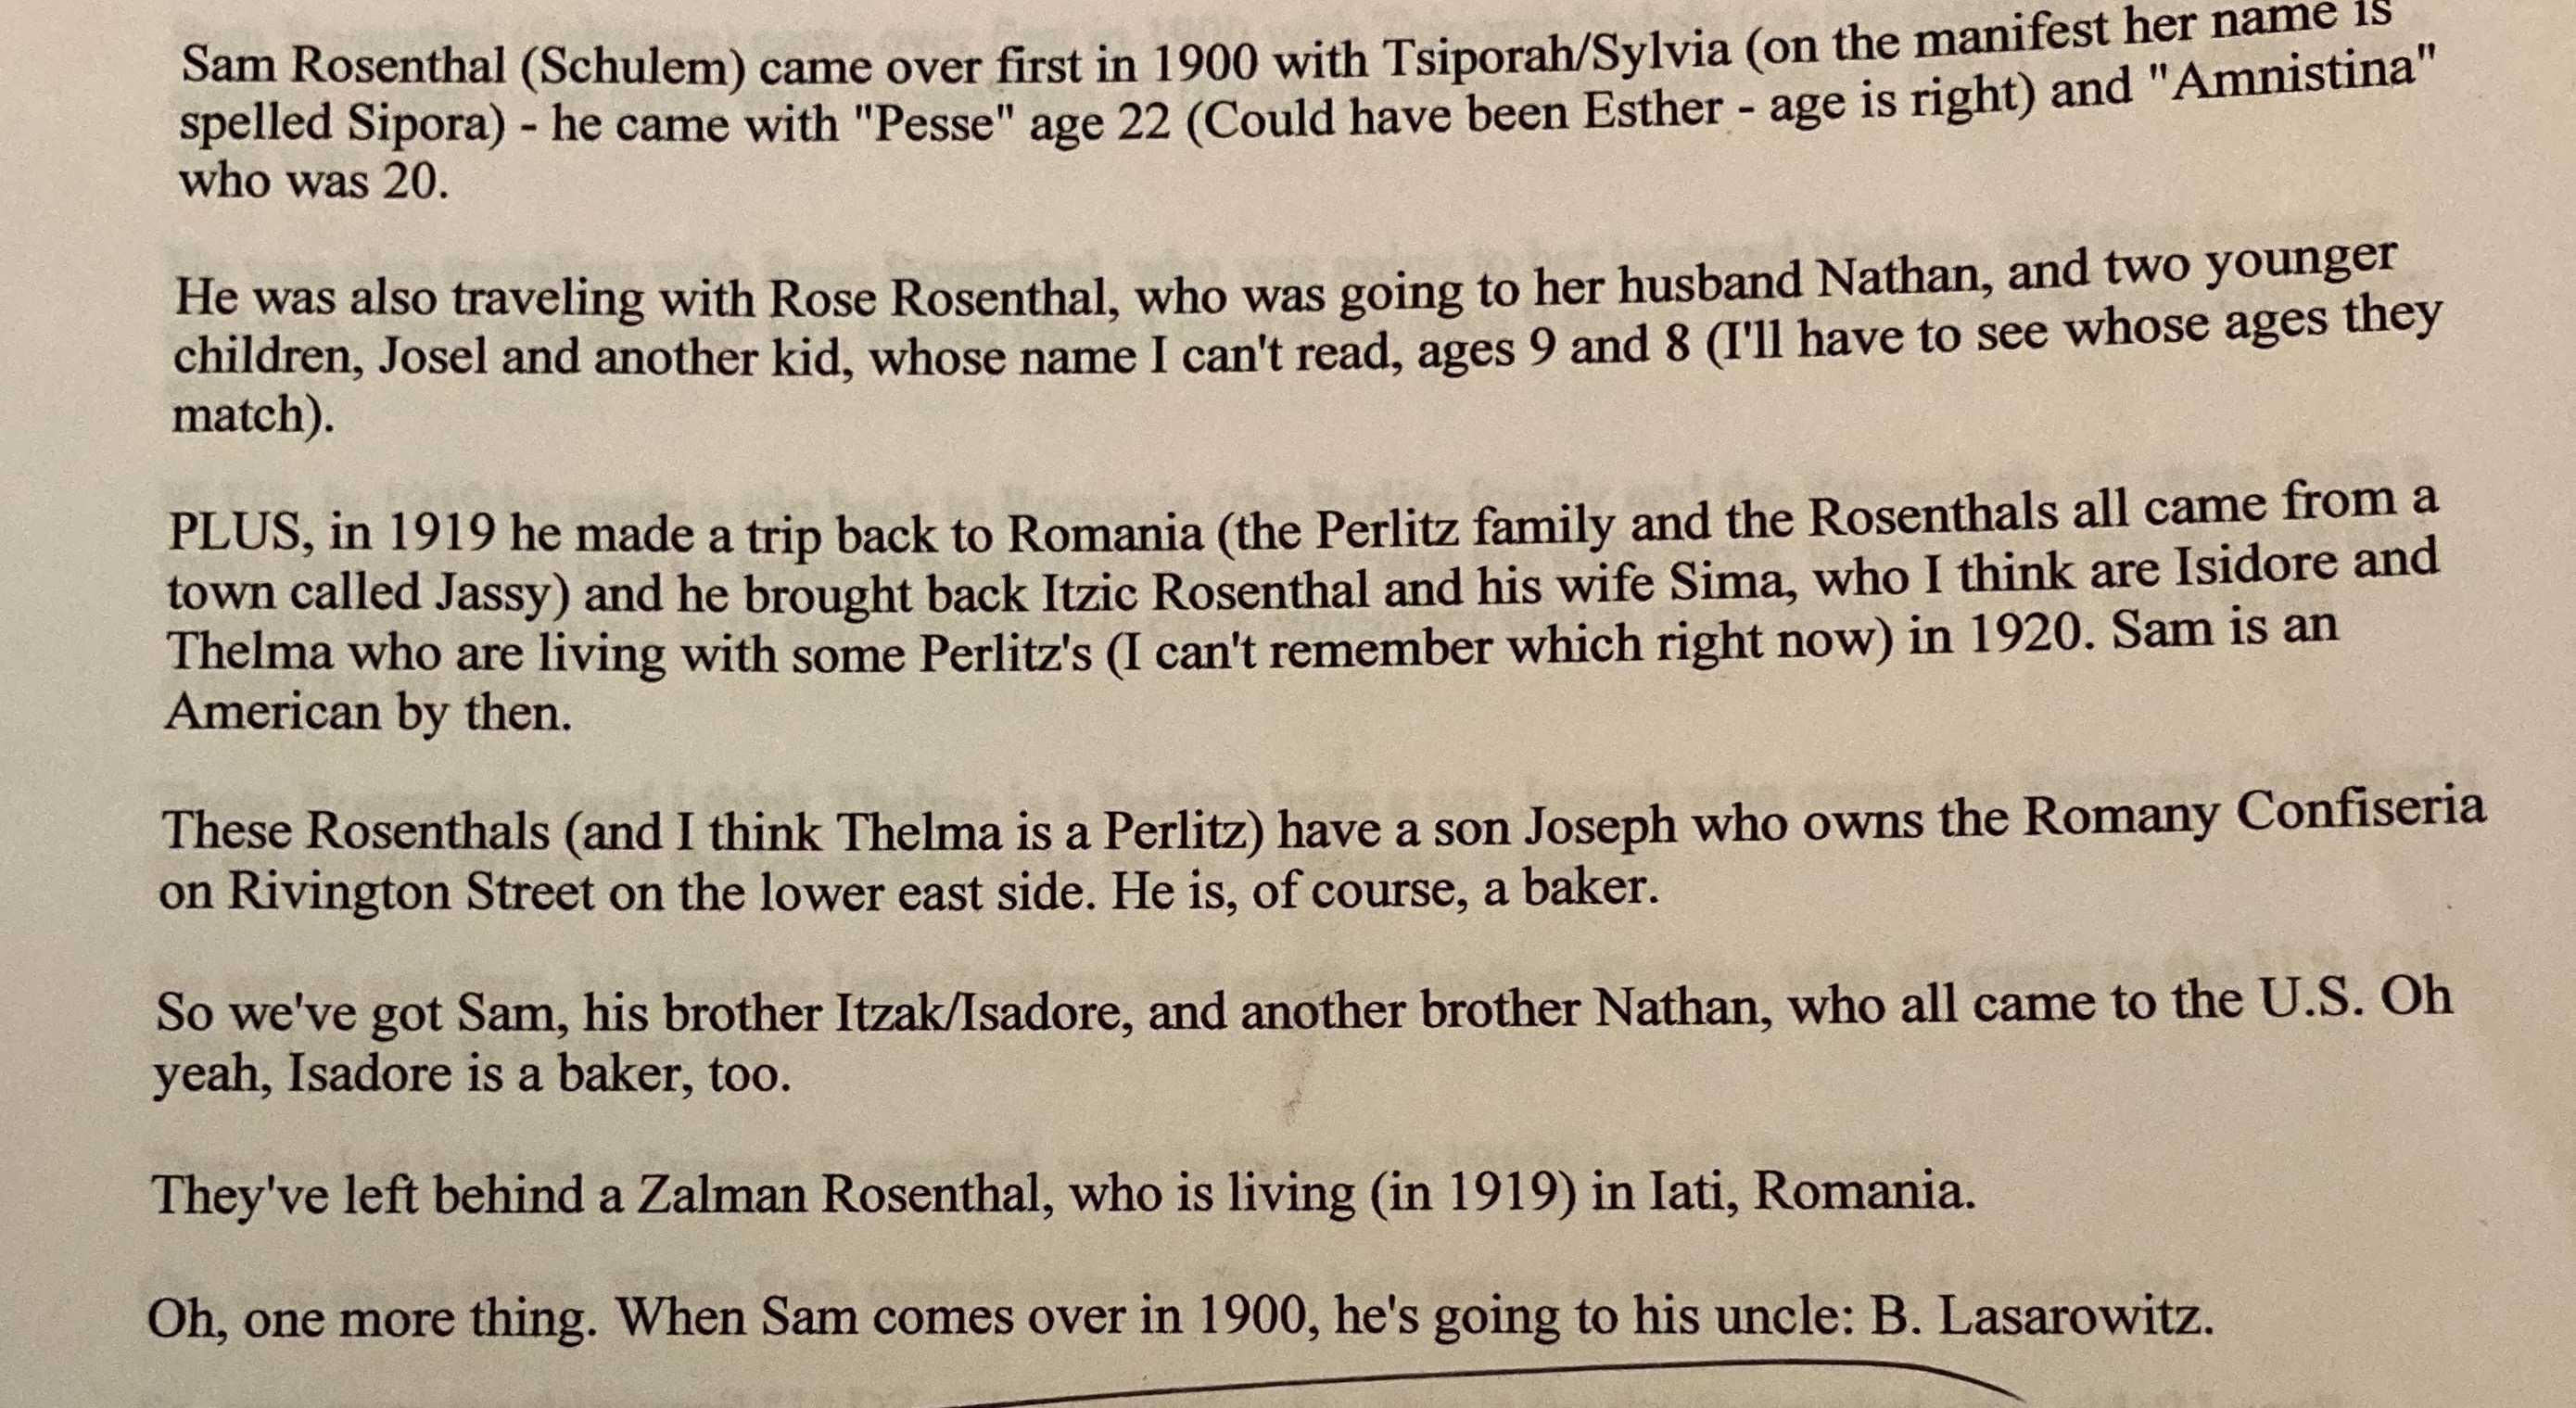 Sam Rosenthal (Schulem) came over first in 1900 with Tsiporah/Sylvia (on the manifest her name is
spelled Sipora) - he came with "Pesse" age 22 (Could have been Esther - age is right) and "Amnistina"
who was 20.
He was also traveling with Rose Rosenthal, who was going to her husband Nathan, and two younger
children, Josel and another kid, whose name I can't read, ages 9 and 8 (I'll have to see whose ages they
match).
PLUS, in 1919 he made a trip back to Romania (the Perlitz family and the Rosenthals all came from a
town called Jassy) and he brought back Itzic Rosenthal and his wife Sima, who I think are Isidore and
Thelma who are living with some Perlitz's (I can't remember which right now) in 1920. Sam is an
American by then.
These Rosenthals (and I think Thelma is a Perlitz) have a son Joseph who owns the Romany Confiseria
on Rivington Street on the lower east side. He is, of course, a baker.
So we've got Sam, his brother Itzak/Isadore, and another brother Nathan, who all came to the U.S. Oh
yeah, Isadore is a baker, too.
They've left behind a Zalman Rosenthal, who is living (in 1919) in Iati, Romania.
Oh, one more thing. When Sam comes over in 1900, he's going to his uncle: B. Lasarowitz.